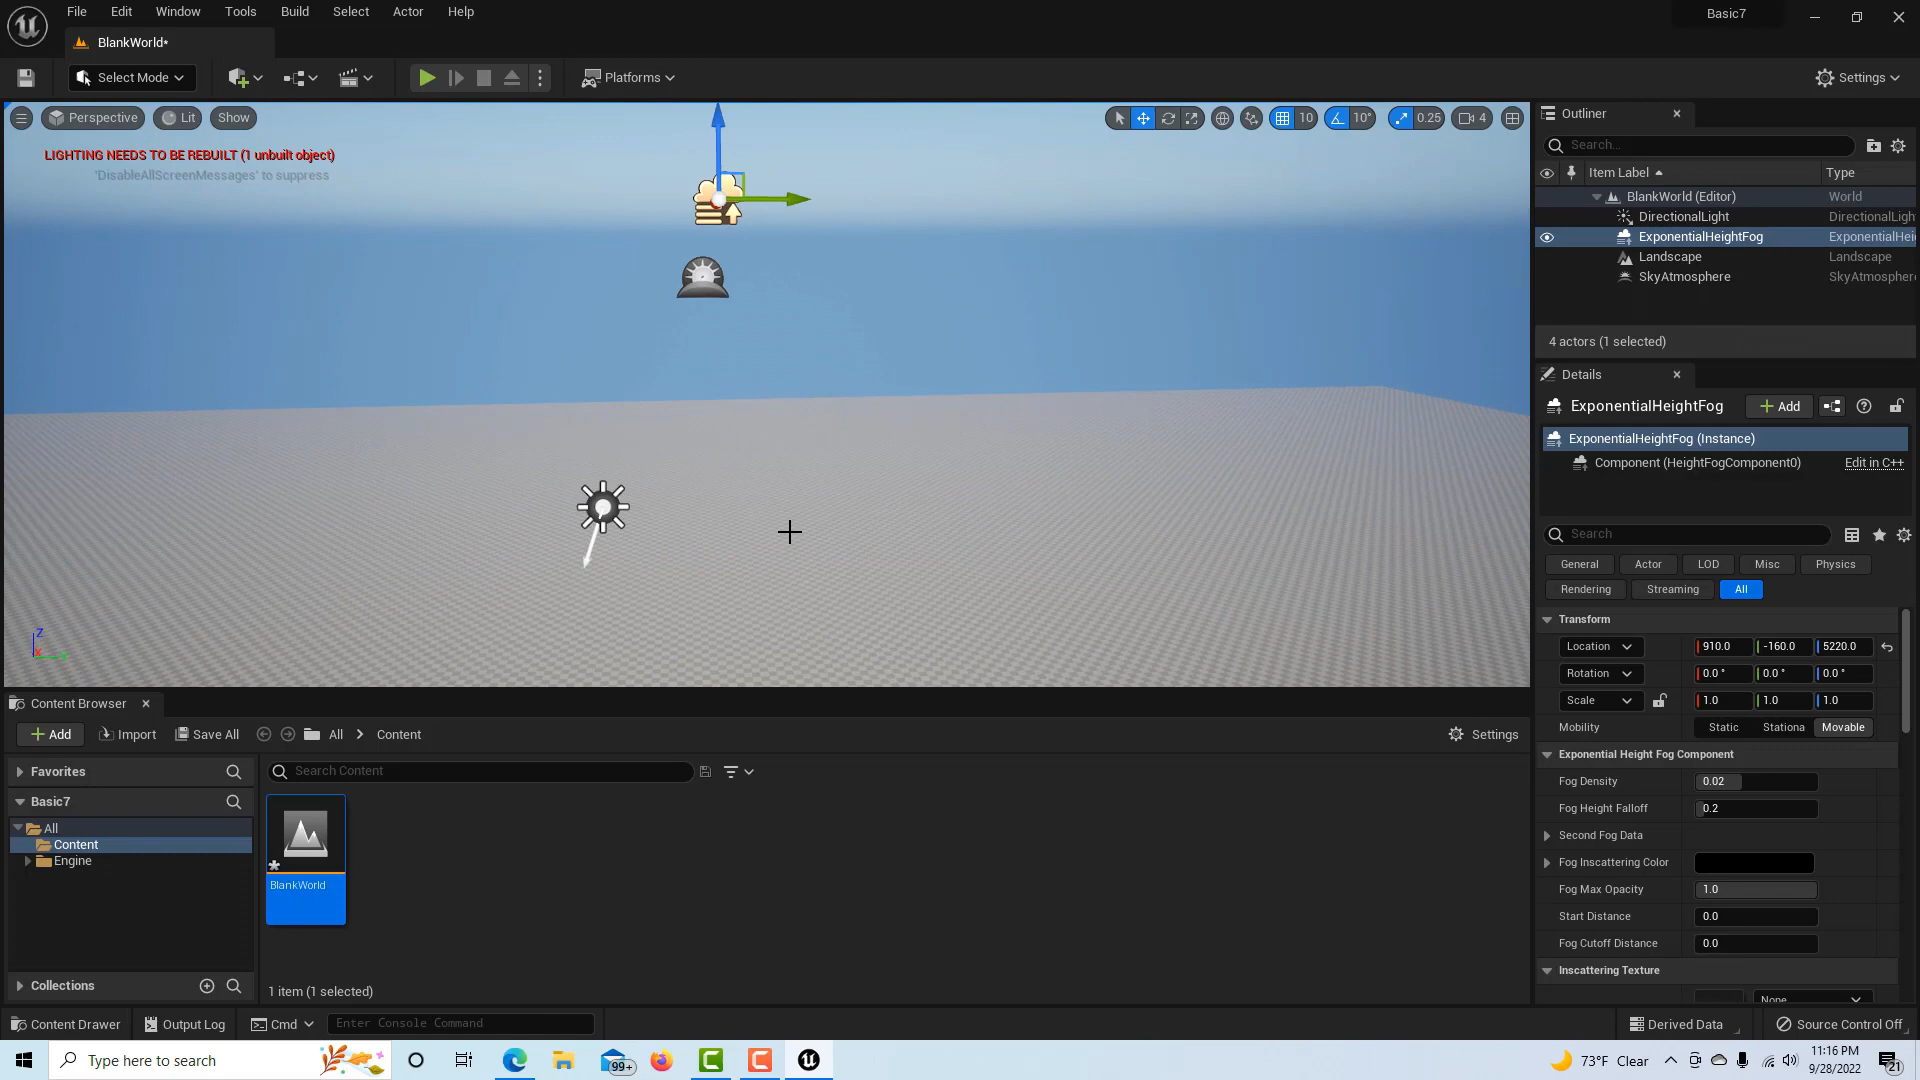 File Edit Window Tools Build Select Actor Help
Basic7
BlankWorld*
Select Mode
Platforms
Settings
Perspective Lit Show
10 10° 0.25 4
LIGHTING NEEDS TO BE REBUILT (1 unbuilt object)
'DisableAllScreenMessages' to suppress
Z
X
Outliner
Search...
Item Label Type
BlankWorld (Editor) World
DirectionalLight DirectionalLigh
ExponentialHeightFog ExponentialHei
Landscape Landscape
SkyAtmosphere SkyAtmosphere
4 actors (1 selected)
Details
ExponentialHeightFog Add
ExponentialHeightFog (Instance)
Component (HeightFogComponent0) Edit in C++
Search
General Actor LOD Misc Physics
Rendering Streaming All
Transform
Location 910.0 -160.0 5220.0
Rotation 0.0 ° 0.0 ° 0.0 °
Scale 1.0 1.0 1.0
Mobility Static Stationa Movable
Exponential Height Fog Component
Fog Density 0.02
Fog Height Falloff 0.2
Second Fog Data
Fog Inscattering Color
Fog Max Opacity 1.0
Start Distance 0.0
Fog Cutoff Distance 0.0
Inscattering Texture
None
Content Browser
Add Import Save All All Content Settings
Favorites
Basic7
All
Content
Engine
Collections
Search Content
BlankWorld
1 item (1 selected)
Content Drawer Output Log Cmd Enter Console Command Derived Data Source Control Off
Type here to search 99+ 73°F Clear 11:16 PM
9/28/2022 21